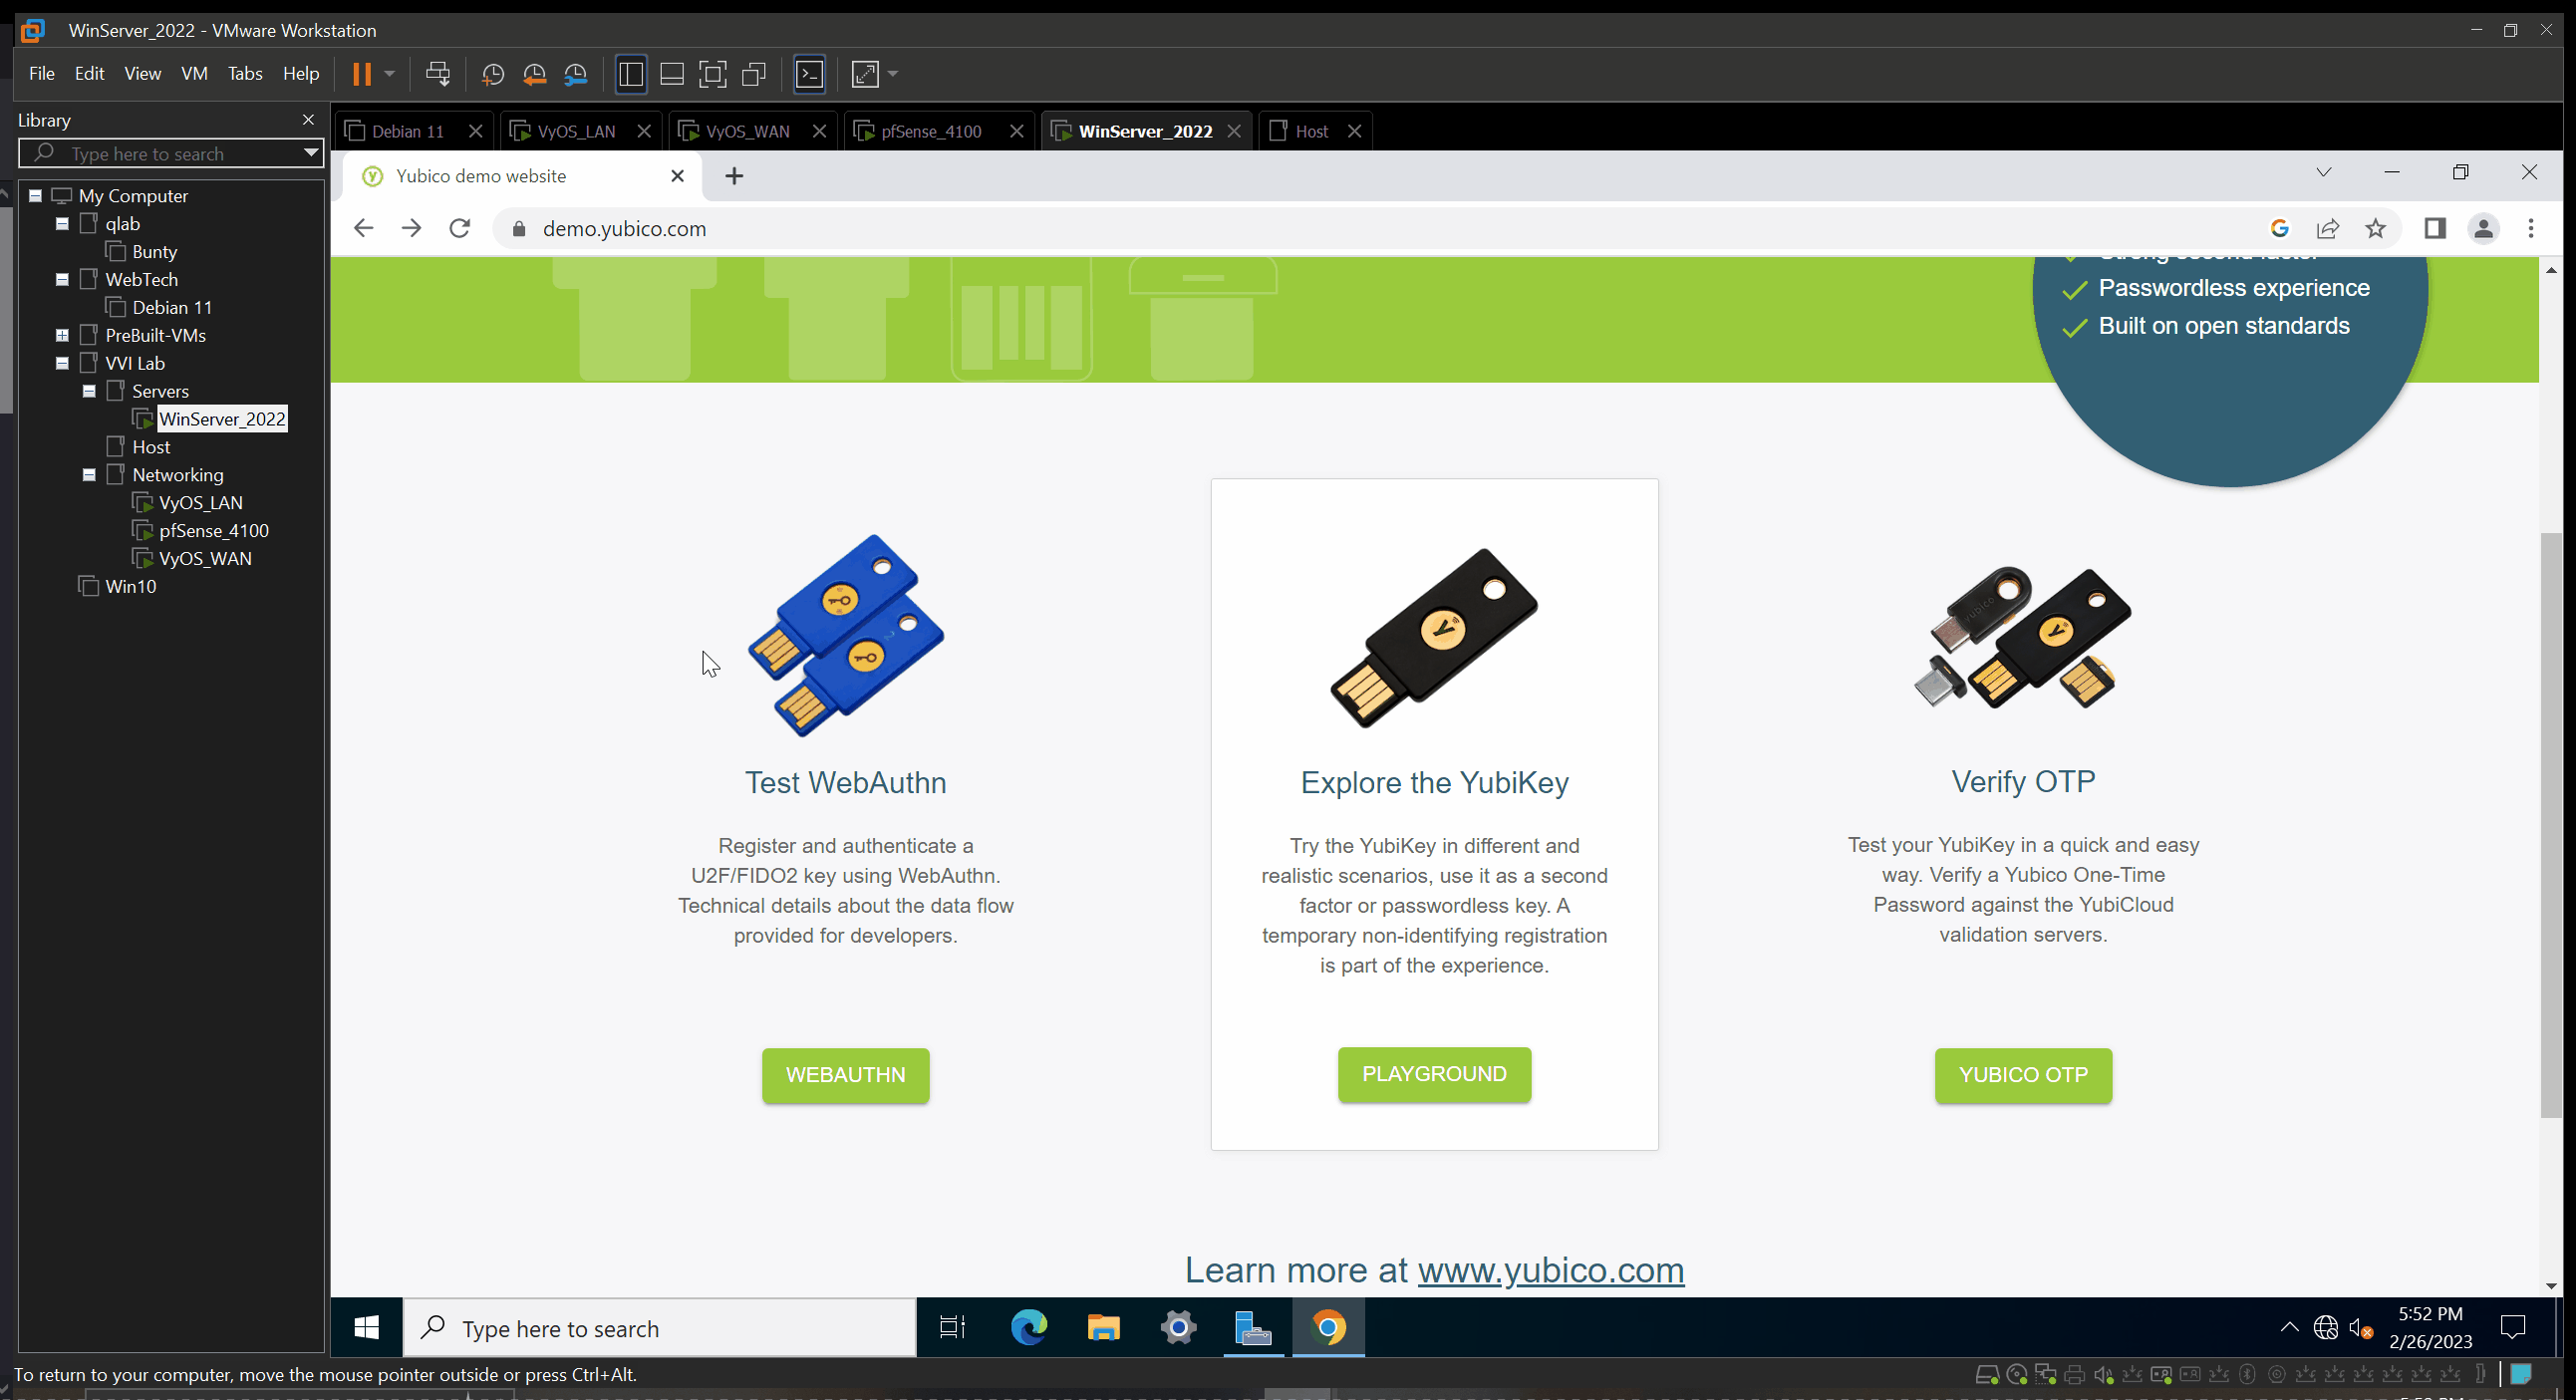 WinServer_2022 - VMware Workstation
File Edit View VM Tabs Help
Library
Type here to search
My Computer
qlab
Bunty
WebTech
Debian 11
PreBuilt-VMs
VVI Lab
Servers
WinServer_2022
Host
Networking
VyOS_LAN
pfSense_4100
VyOS_WAN
Win10
Debian 11 VyOS_LAN VyOS_WAN pfSense_4100 WinServer_2022 Host
Yubico demo website
demo.yubico.com
Strong second factor
Passwordless experience
Built on open standards
Test WebAuthn
Register and authenticate a
U2F/FIDO2 key using WebAuthn.
Technical details about the data flow
provided for developers.
WEBAUTHN
Explore the YubiKey
Try the YubiKey in different and
realistic scenarios, use it as a second
factor or passwordless key. A
temporary non-identifying registration
is part of the experience.
PLAYGROUND
Verify OTP
Test your YubiKey in a quick and easy
way. Verify a Yubico One-Time
Password against the YubiCloud
validation servers.
YUBICO OTP
Learn more at www.yubico.com
Type here to search
5:52 PM
2/26/2023
To return to your computer, move the mouse pointer outside or press Ctrl+Alt.